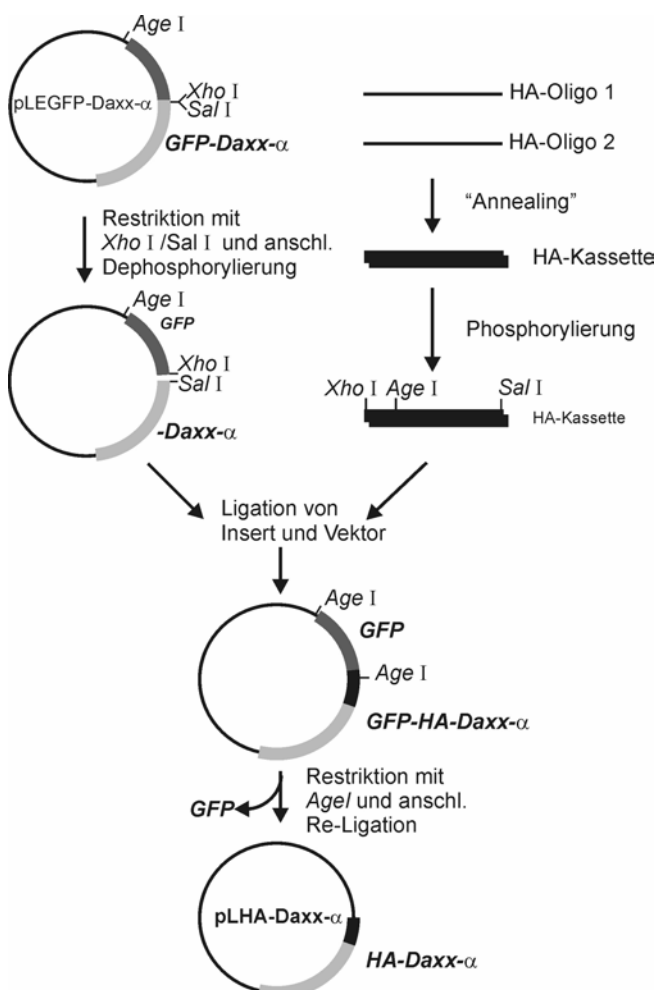 Age I
pLEGFP-Daxx-α
Xho I
Sal I
GFP-Daxx-α
HA-Oligo 1
HA-Oligo 2
Restriktion mit
Xho I /Sal I und anschl.
Dephosphorylierung
“Annealing”
HA-Kassette
Phosphorylierung
Age I
GFP
Xho I
Sal I
-Daxx-α
Xho I Age I Sal I
HA-Kassette
Ligation von
Insert und Vektor
Age I
GFP
Age I
GFP-HA-Daxx-α
GFP
Restriktion mit
AgeI und anschl.
Re-Ligation
pLHA-Daxx-α
HA-Daxx-α